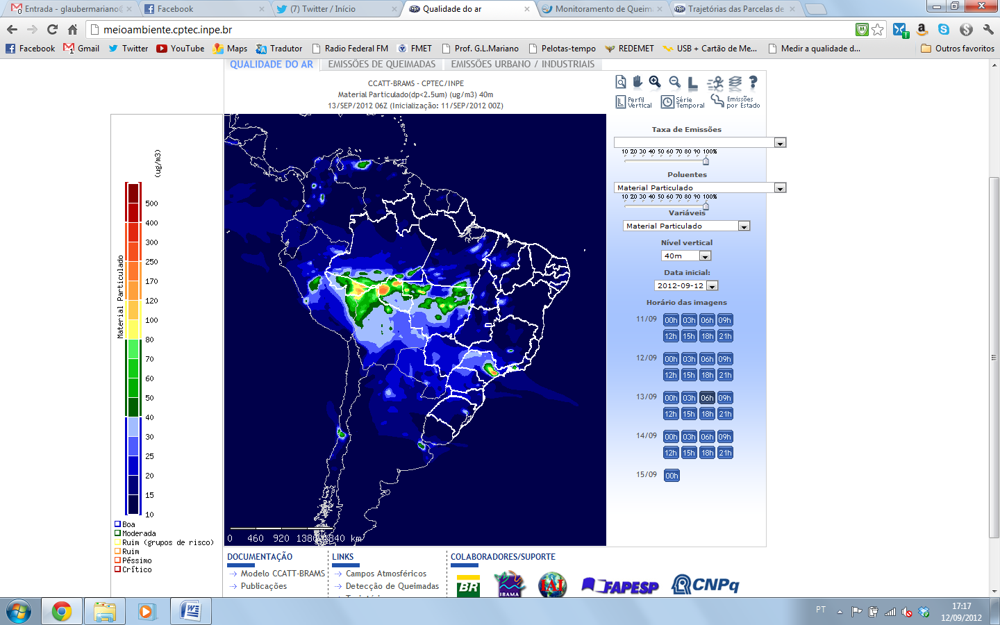 Entrada - glaubermariano@
Facebook
(7) Twitter / Início
Qualidade do ar
Monitoramento de Queim
Trajetórias das Parcelas de
meioambiente.cptec.inpe.br
Facebook
Gmail
Twitter
YouTube
Maps
Tradutor
Radio Federal FM
FMET
Prof. G.L.Mariano
Pelotas-tempo
REDEMET
USB + Cartão de Me...
Medir a qualidade d...
Outros favoritos
QUALIDADE DO AR
EMISSÕES DE QUEIMADAS
EMISSÕES URBANO / INDUSTRIAIS
CCATT-BRAMS - CPTEC/INPE
Material Particulado(dp<2.5um) (ug/m3) 40m
13/SEP/2012 06Z (Inicialização: 11/SEP/2012 00Z)
Perfil Vertical
Série Temporal
Emissões por Estado
Taxa de Emissões
10 20 30 40 50 60 70 80 90 100%
Poluentes
Material Particulado
10 20 30 40 50 60 70 80 90 100%
Variáveis
Material Particulado
Nível vertical
40m
Data inicial:
2012-09-12
Horário das imagens
11/09 00h 03h 06h 09h
12h 15h 18h 21h
12/09 00h 03h 06h 09h
12h 15h 18h 21h
13/09 00h 03h 06h 09h
12h 15h 18h 21h
14/09 00h 03h 06h 09h
12h 15h 18h 21h
15/09 00h
(ug/m3)
Material Particulado
500
400
300
250
170
120
100
80
70
60
50
40
30
25
20
15
10
Boa
Moderada
Ruim (grupos de risco)
Ruim
Péssimo
Crítico
0 460 920 1380 1840 km
DOCUMENTAÇÃO
Modelo CCATT-BRAMS
Publicações
LINKS
Campos Atmosféricos
Detecção de Queimadas
COLABORADORES/SUPORTE
BR
IBAMA
IAI
FAPESP
CNPq
PT
17:17
12/09/2012